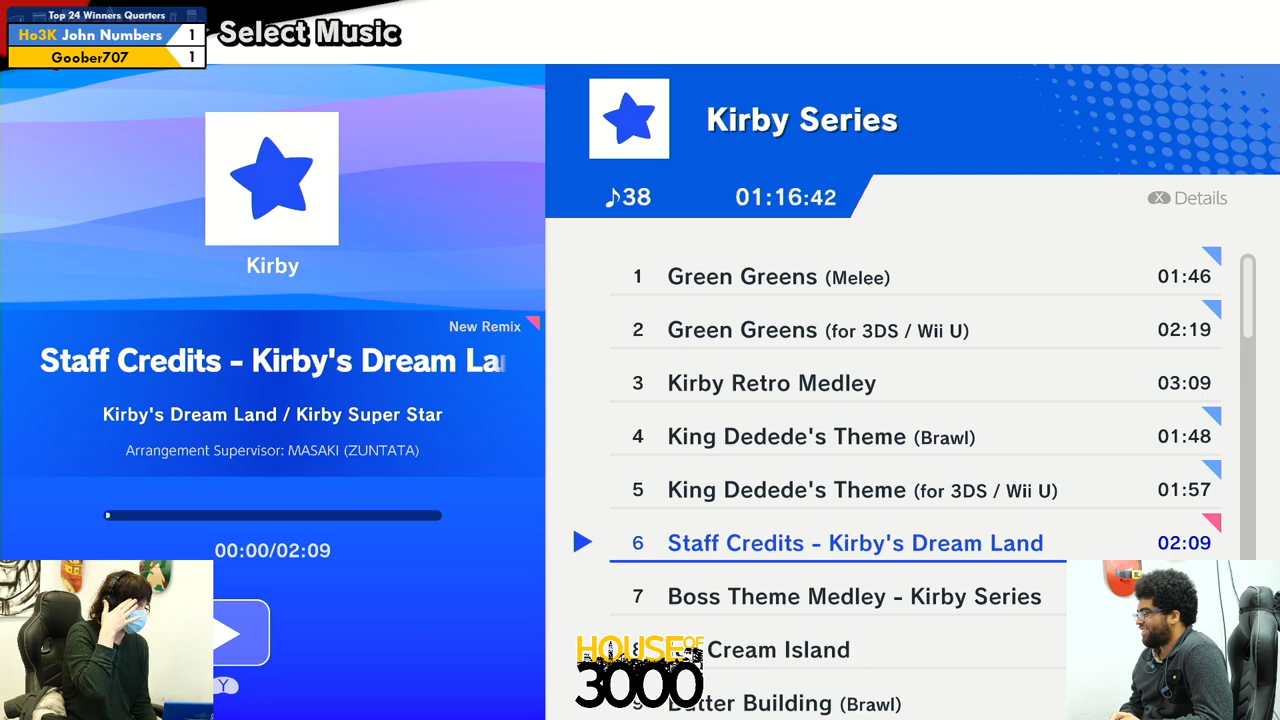 Top 24 Winners Quarters
Ho3K John Numbers 1
Goober707 1
Select Music
Kirby
New Remix
Staff Credits - Kirby's Dream La
Kirby's Dream Land / Kirby Super Star
Arrangement Supervisor: MASAKI (ZUNTATA)
00:00/02:09
Y
Kirby Series
♪38 01:16:42
X Details
1 Green Greens (Melee) 01:46
2 Green Greens (for 3DS / Wii U) 02:19
3 Kirby Retro Medley 03:09
4 King Dedede's Theme (Brawl) 01:48
5 King Dedede's Theme (for 3DS / Wii U) 01:57
6 Staff Credits - Kirby's Dream Land 02:09
7 Boss Theme Medley - Kirby Series
Cream Island
Butter Building (Brawl)
HOUSE OF
3000